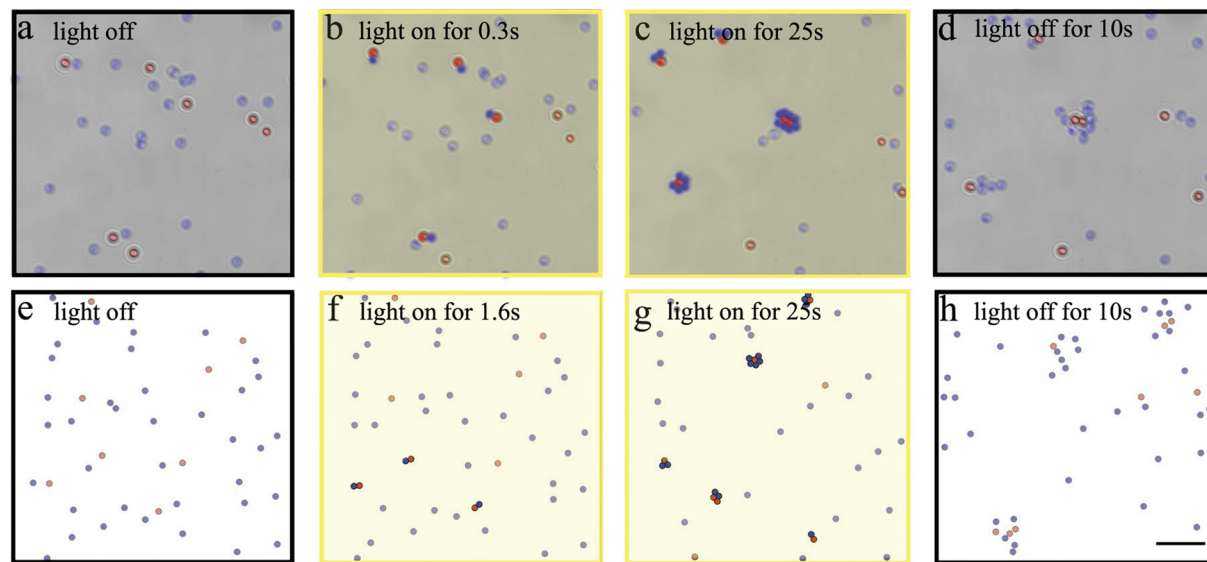 a light off
b light on for 0.3s
c light on for 25s
d light off for 10s
e light off
f light on for 1.6s
g light on for 25s
h light off for 10s